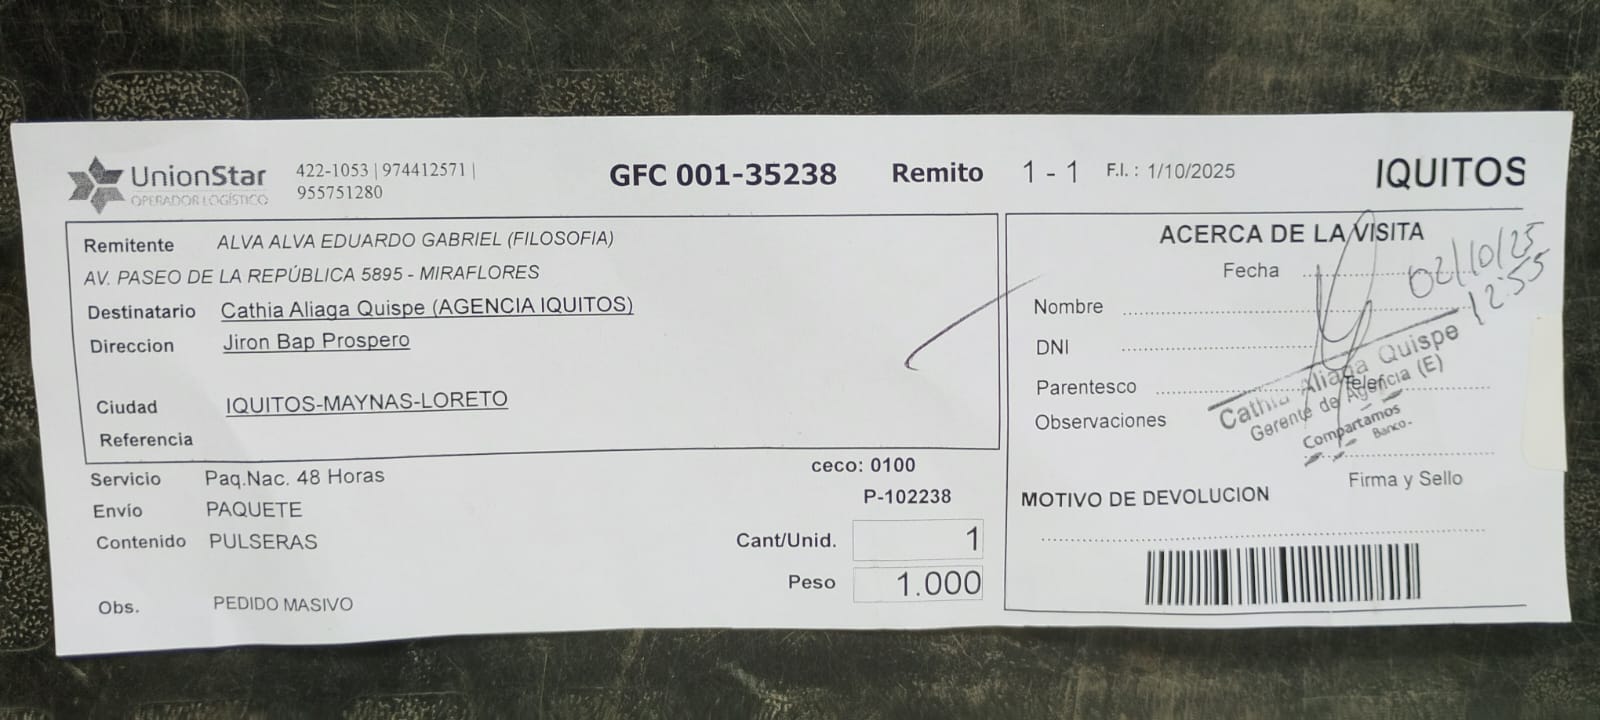 UnionStar
OPERADOR LOGÍSTICO
422-1053 | 974412571 |
955751280
GFC 001-35238
Remito 1 - 1
F.I. : 1/10/2025
IQUITOS
Remitente ALVA ALVA EDUARDO GABRIEL (FILOSOFIA)
AV. PASEO DE LA REPÚBLICA 5895 - MIRAFLORES
Destinatario Cathia Aliaga Quispe (AGENCIA IQUITOS)
Direccion Jiron Bap Prospero
Ciudad IQUITOS-MAYNAS-LORETO
Referencia
Servicio Paq.Nac. 48 Horas
Envío PAQUETE
Contenido PULSERAS
Obs. PEDIDO MASIVO
ceco: 0100
P-102238
Cant/Unid. 1
Peso 1.000
ACERCA DE LA VISITA
Fecha 02/10/25
12:55
Nombre
DNI
Parentesco Telef
Observaciones
Cathia Aliaga Quispe
Gerente de Agencia (E)
Compartamos
Banco.
Firma y Sello
MOTIVO DE DEVOLUCION